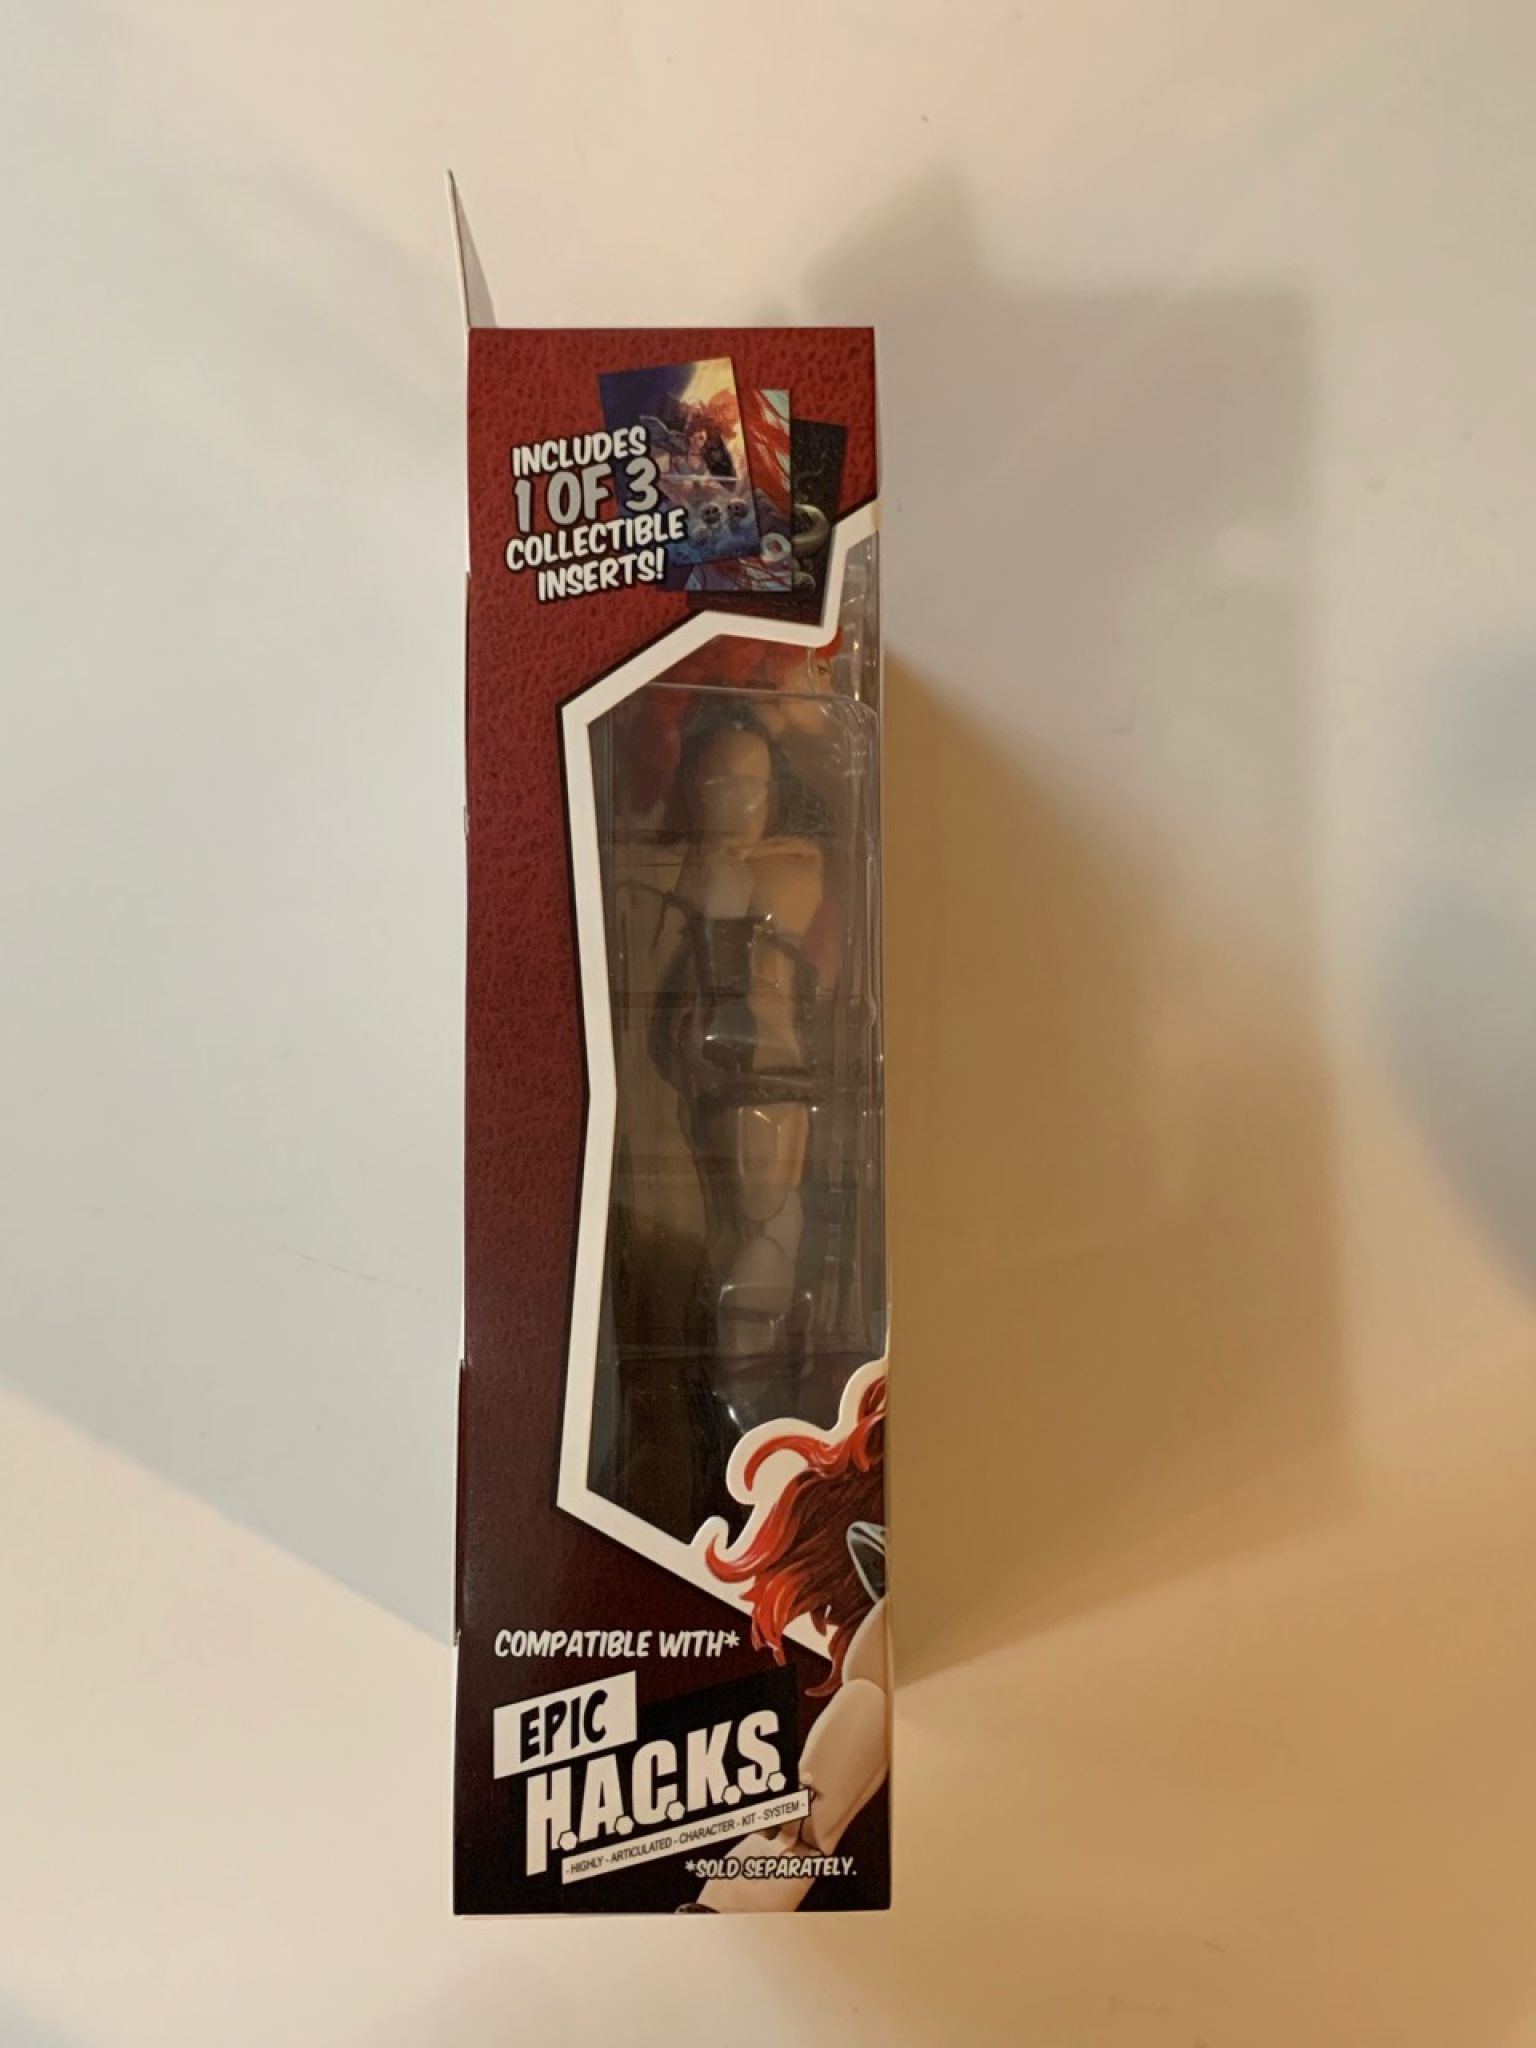 INCLUDES
1 OF 3
COLLECTIBLE
INSERTS!
COMPATIBLE WITH*
EPIC
H.A.C.K.S.
- HIGHLY - ARTICULATED - CHARACTER - KIT - SYSTEM -
*SOLD SEPARATELY.